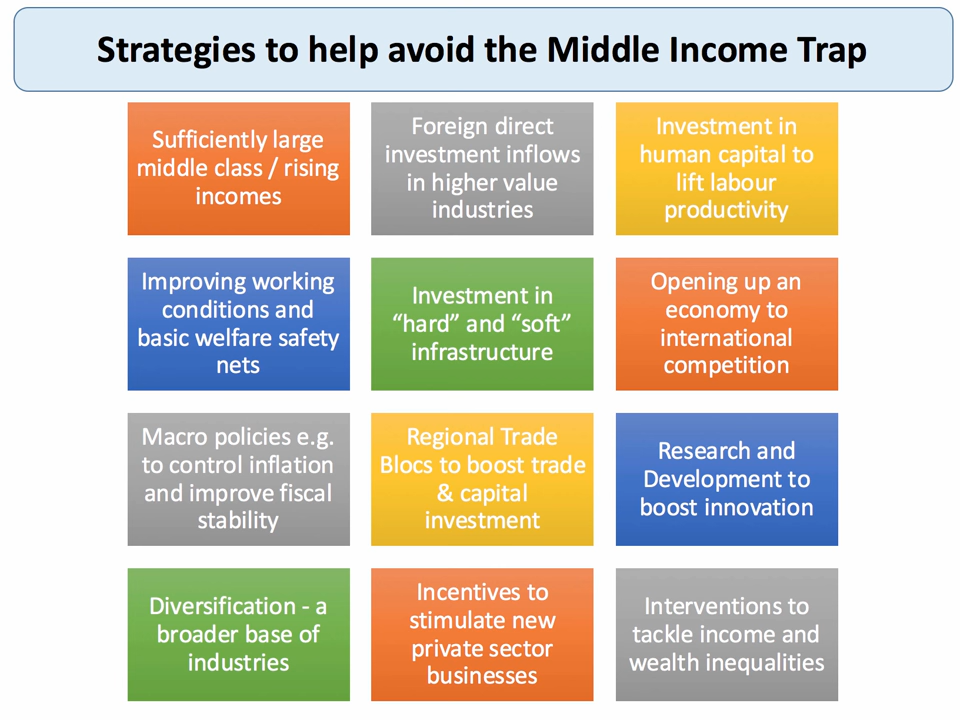 Strategies to help avoid the Middle Income Trap
Sufficiently large
middle class / rising
incomes
Foreign direct
investment inflows
in higher value
industries
Investment in
human capital to
lift labour
productivity
Improving working
conditions and
basic welfare safety
nets
Investment in
“hard” and “soft”
infrastructure
Opening up an
economy to
international
competition
Macro policies e.g.
to control inflation
and improve fiscal
stability
Regional Trade
Blocs to boost trade
& capital
investment
Research and
Development to
boost innovation
Diversification - a
broader base of
industries
Incentives to
stimulate new
private sector
businesses
Interventions to
tackle income and
wealth inequalities